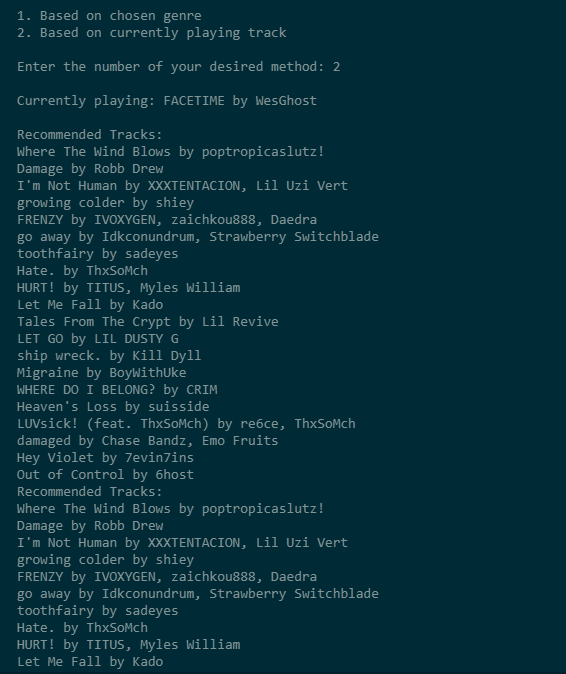 1. Based on chosen genre
2. Based on currently playing track
Enter the number of your desired method: 2
Currently playing: FACETIME by WesGhost
Recommended Tracks:
Where The Wind Blows by poptropicaslutz!
Damage by Robb Drew
I'm Not Human by XXXTENTACION, Lil Uzi Vert
growing colder by shiey
FRENZY by IVOXYGEN, zaichkou888, Daedra
go away by Idkconundrum, Strawberry Switchblade
toothfairy by sadeyes
Hate. by ThxSoMch
HURT! by TITUS, Myles William
Let Me Fall by Kado
Tales From The Crypt by Lil Revive
LET GO by LIL DUSTY G
ship wreck. by Kill Dyll
Migraine by BoyWithUke
WHERE DO I BELONG? by CRIM
Heaven's Loss by suisside
LUVsick! (feat. ThxSoMch) by re6ce, ThxSoMch
damaged by Chase Bandz, Emo Fruits
Hey Violet by 7evin7ins
Out of Control by 6host
Recommended Tracks:
Where The Wind Blows by poptropicaslutz!
Damage by Robb Drew
I'm Not Human by XXXTENTACION, Lil Uzi Vert
growing colder by shiey
FRENZY by IVOXYGEN, zaichkou888, Daedra
go away by Idkconundrum, Strawberry Switchblade
toothfairy by sadeyes
Hate. by ThxSoMch
HURT! by TITUS, Myles William
Let Me Fall by Kado